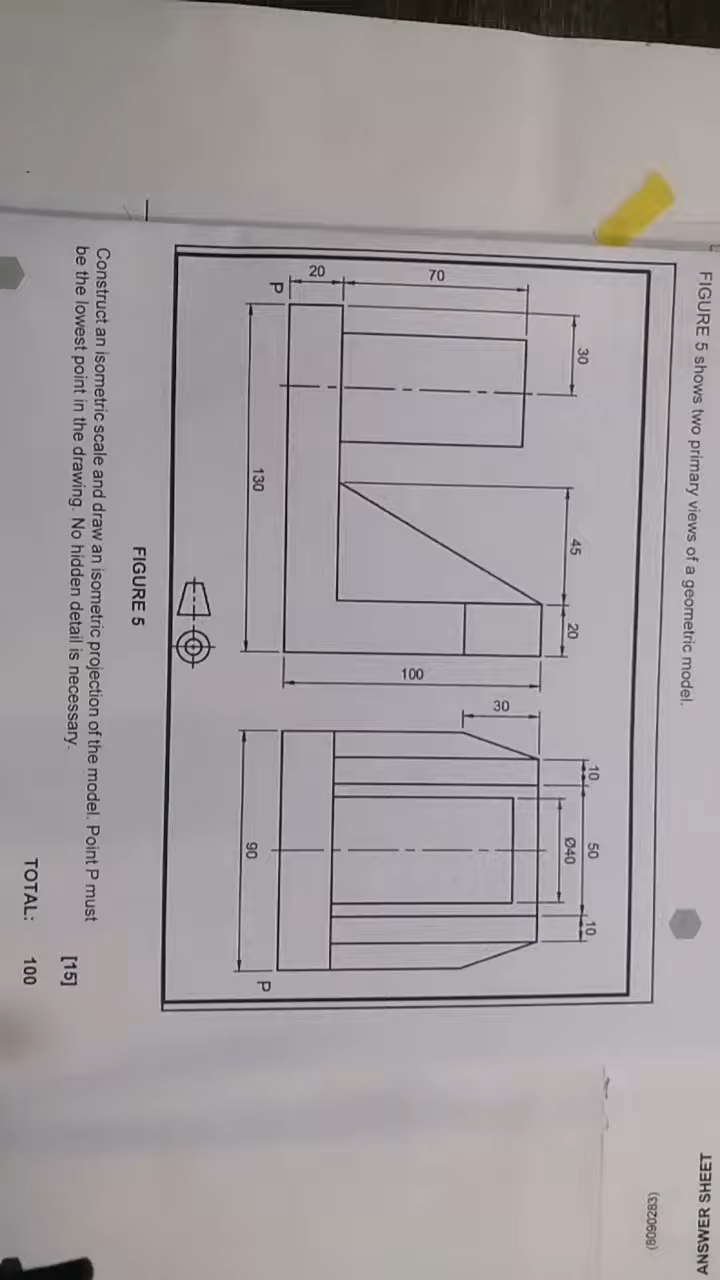 ANSWER SHEET
(8090283)
FIGURE 5 shows two primary views of a geometric model.
30
45
20
70
20
P
130
100
30
10
50
10
Ø40
90
P
FIGURE 5
Construct an isometric scale and draw an isometric projection of the model. Point P must
be the lowest point in the drawing. No hidden detail is necessary.
[15]
TOTAL: 100